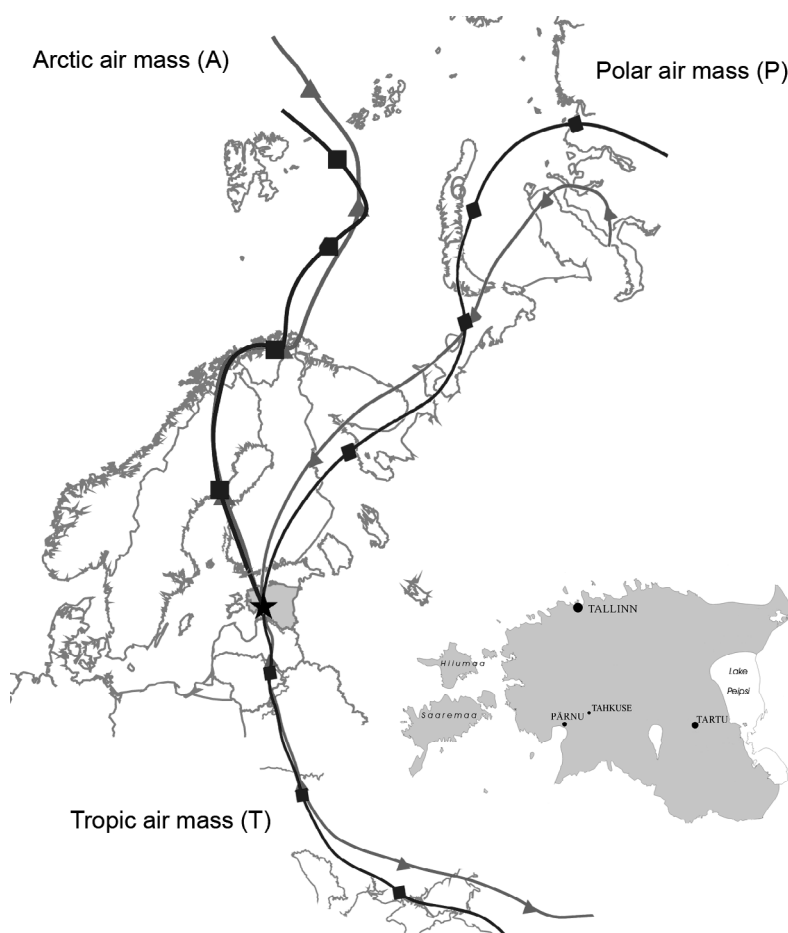 Arctic air mass (A)
Polar air mass (P)
TALLINN
Hiiumaa
Lake
Peipsi
Saaremaa
TAHKUSE
PÄRNU
TARTU
Tropic air mass (T)